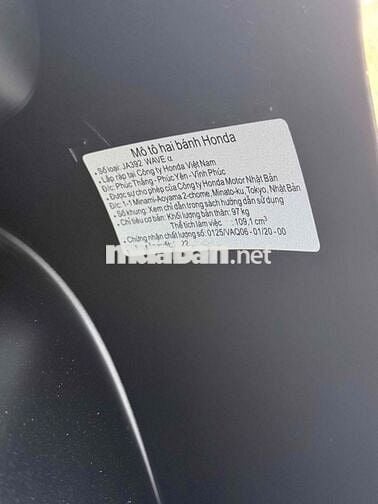 Mô tô hai bánh Honda
• Số loại: JA392 WAVE α
• Lắp ráp tại Công ty Honda Việt Nam
Đ/c: Phúc Thắng - Phúc Yên - Vĩnh Phúc
• Được sự cho phép của Công ty Honda Motor Nhật Bản
Đ/c: 1-1 Minami-Aoyama 2-chome, Minato-ku, Tokyo, Nhật Bản
• Số khung: Xem chỉ dẫn trong sách hướng dẫn sử dụng
• Chỉ tiêu cơ bản: Khối lượng bản thân: 97 kg
Thể tích làm việc : 109,1 cm³
• Chứng nhận chất lượng số: 0125/VAQ06 - 01/20 - 00
22
muaban.net